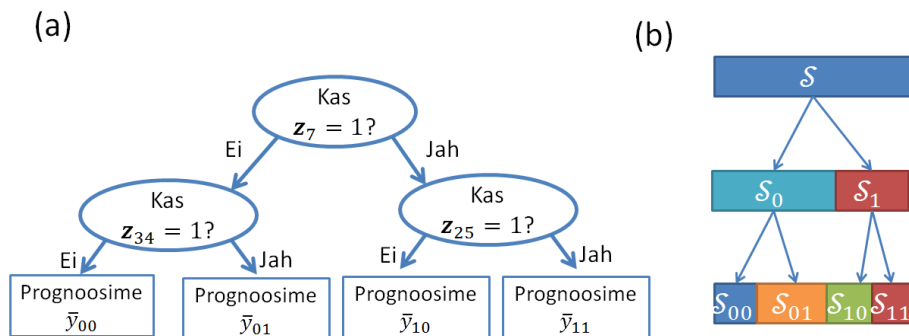 (a)
Kas
z₇ = 1?
Ei
Jah
Kas
z₃₄ = 1?
Kas
z₂₅ = 1?
Ei
Jah
Ei
Jah
Prognoosime
ȳ₀₀
Prognoosime
ȳ₀₁
Prognoosime
ȳ₁₀
Prognoosime
ȳ₁₁
(b)
𝒮
𝒮₀
𝒮₁
𝒮₀₀
𝒮₀₁
𝒮₁₀
𝒮₁₁